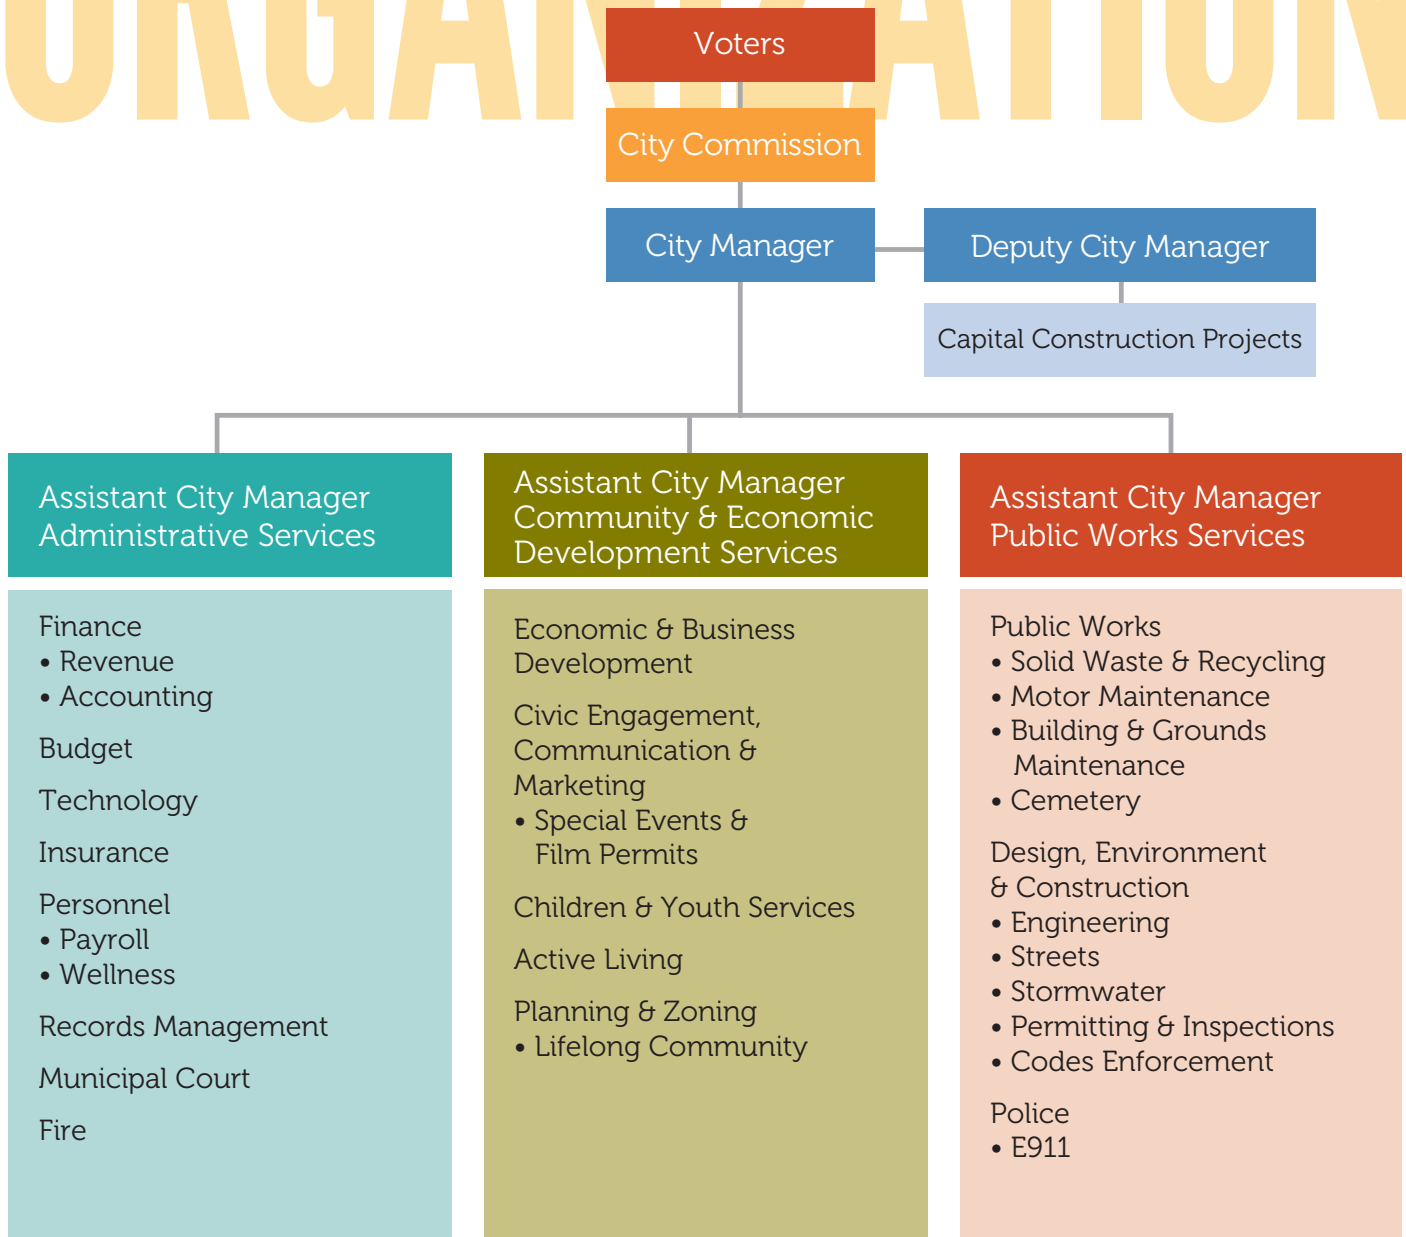 ORGANIZATION
Voters
City Commission
City Manager
Deputy City Manager
Capital Construction Projects
Assistant City Manager
Administrative Services
Finance
• Revenue
• Accounting
Budget
Technology
Insurance
Personnel
• Payroll
• Wellness
Records Management
Municipal Court
Fire
Assistant City Manager
Community & Economic
Development Services
Economic & Business
Development
Civic Engagement,
Communication &
Marketing
• Special Events &
Film Permits
Children & Youth Services
Active Living
Planning & Zoning
• Lifelong Community
Assistant City Manager
Public Works Services
Public Works
• Solid Waste & Recycling
• Motor Maintenance
• Building & Grounds
Maintenance
• Cemetery
Design, Environment
& Construction
• Engineering
• Streets
• Stormwater
• Permitting & Inspections
• Codes Enforcement
Police
• E911